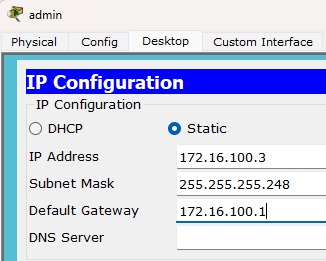 admin
Physical Config Desktop Custom Interface
IP Configuration
IP Configuration
DHCP Static
IP Address 172.16.100.3
Subnet Mask 255.255.255.248
Default Gateway 172.16.100.1
DNS Server